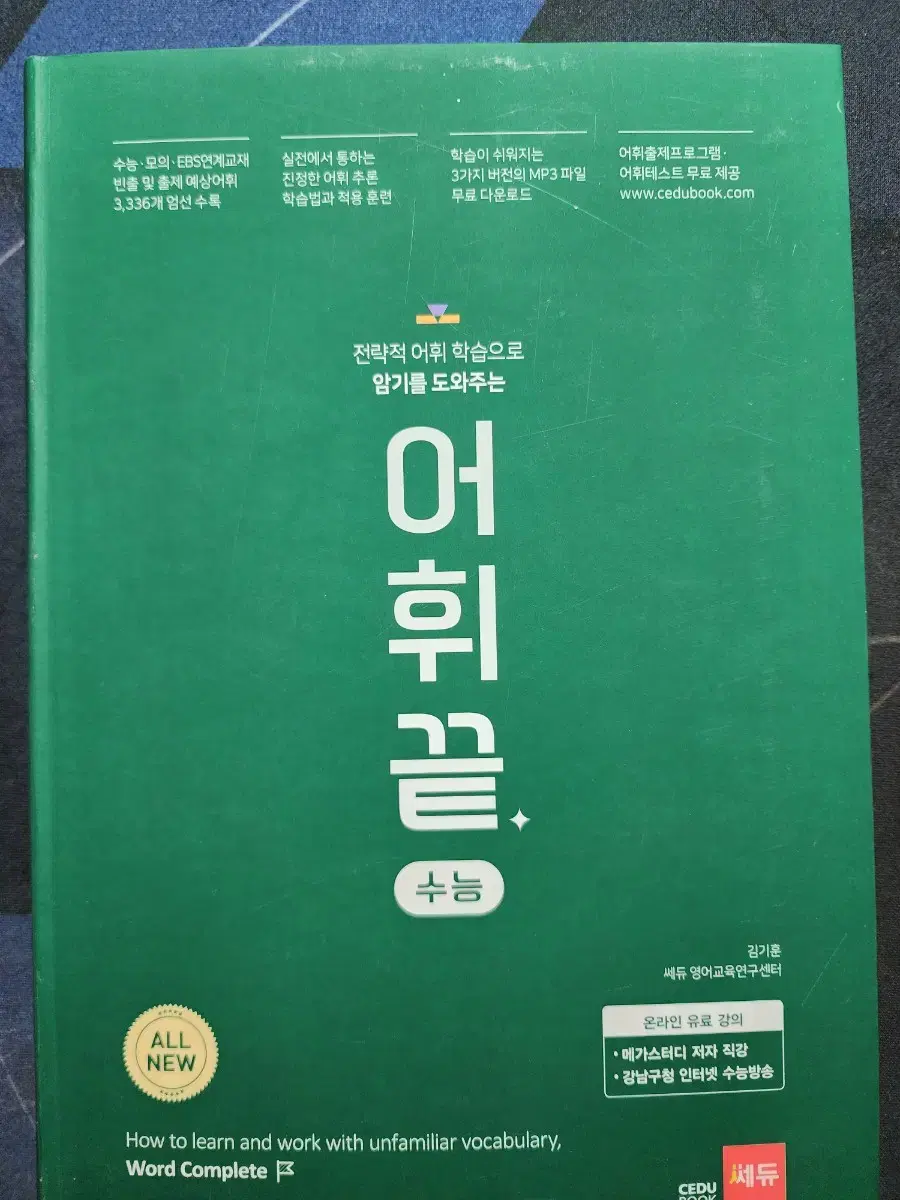 수능·모의·EBS연계교재
빈출 및 출제 예상어휘
3,336개 엄선 수록
실전에서 통하는
진정한 어휘 추론
학습법과 적용 훈련
학습이 쉬워지는
3가지 버전의 MP3 파일
무료 다운로드
어휘출제프로그램·
어휘테스트 무료 제공
www.cedubook.com
전략적 어휘 학습으로
암기를 도와주는
어
휘
끝
수능
김기훈
쎄듀 영어교육연구센터
온라인 유료 강의
• 메가스터디 저자 직강
• 강남구청 인터넷 수능방송
ALL
NEW
How to learn and work with unfamiliar vocabulary,
Word Complete
CEDU
BOOK
쎄듀